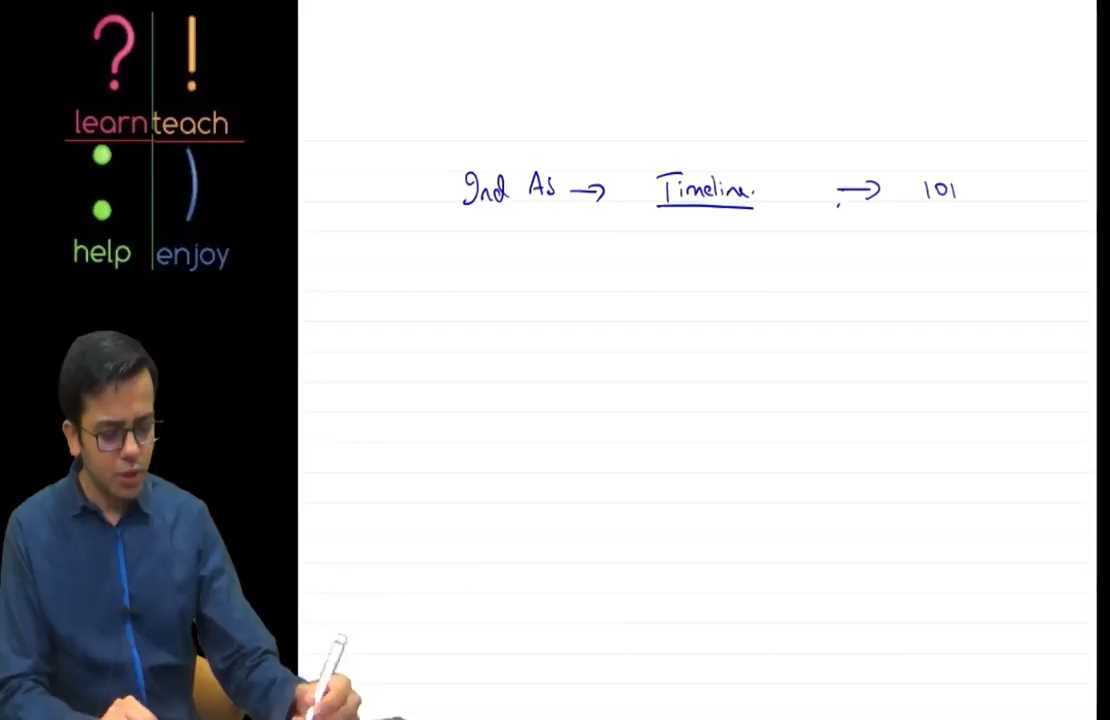 ? !
learn teach
: )
help enjoy
Ind AS → Timeline. → 101